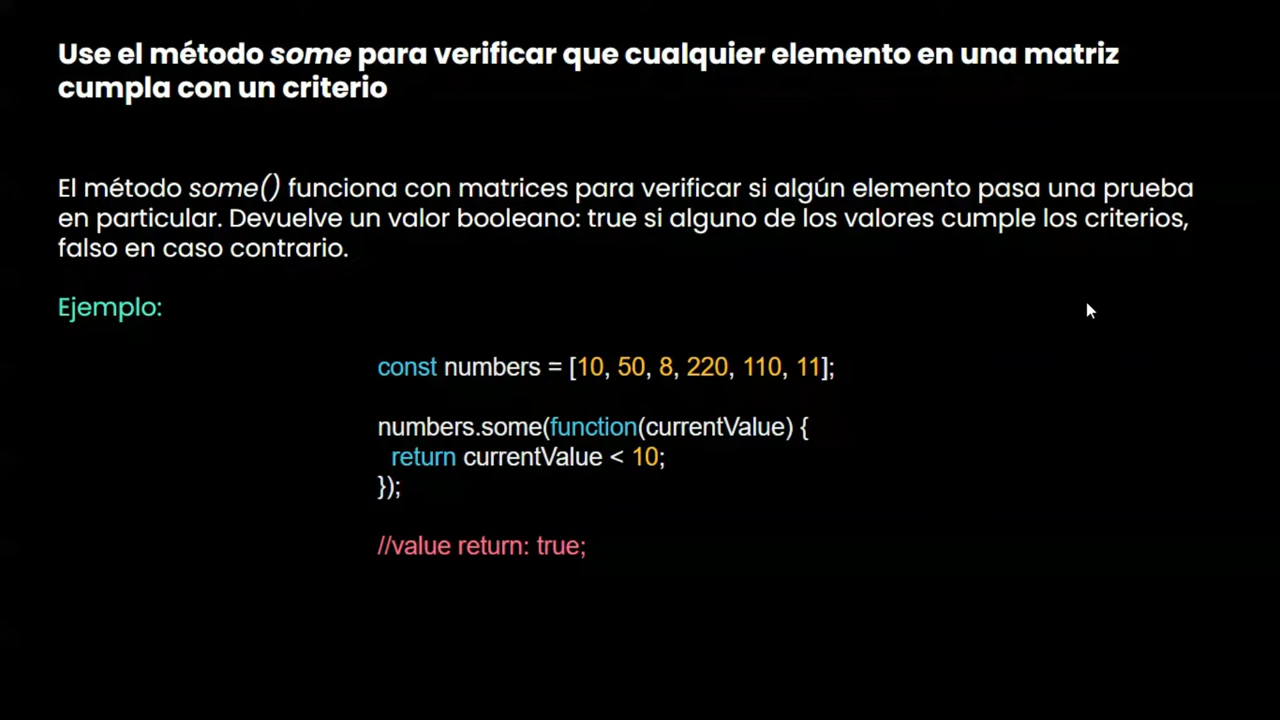 Use el método some para verificar que cualquier elemento en una matriz
cumpla con un criterio
El método some() funciona con matrices para verificar si algún elemento pasa una prueba
en particular. Devuelve un valor booleano: true si alguno de los valores cumple los criterios,
falso en caso contrario.
Ejemplo:
const numbers = [10, 50, 8, 220, 110, 11];
numbers.some(function(currentValue) {
  return currentValue < 10;
});
//value return: true;